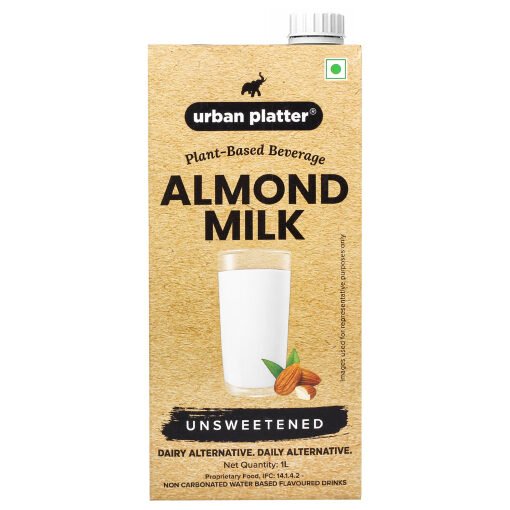 urban platter®
Plant-Based Beverage
ALMOND
MILK
Images used for representative purposes only
UNSWEETENED
DAIRY ALTERNATIVE. DAILY ALTERNATIVE.
Net Quantity: 1L
Proprietary Food, IFC: 14.1.4.2 -
NON CARBONATED WATER BASED FLAVOURED DRINKS